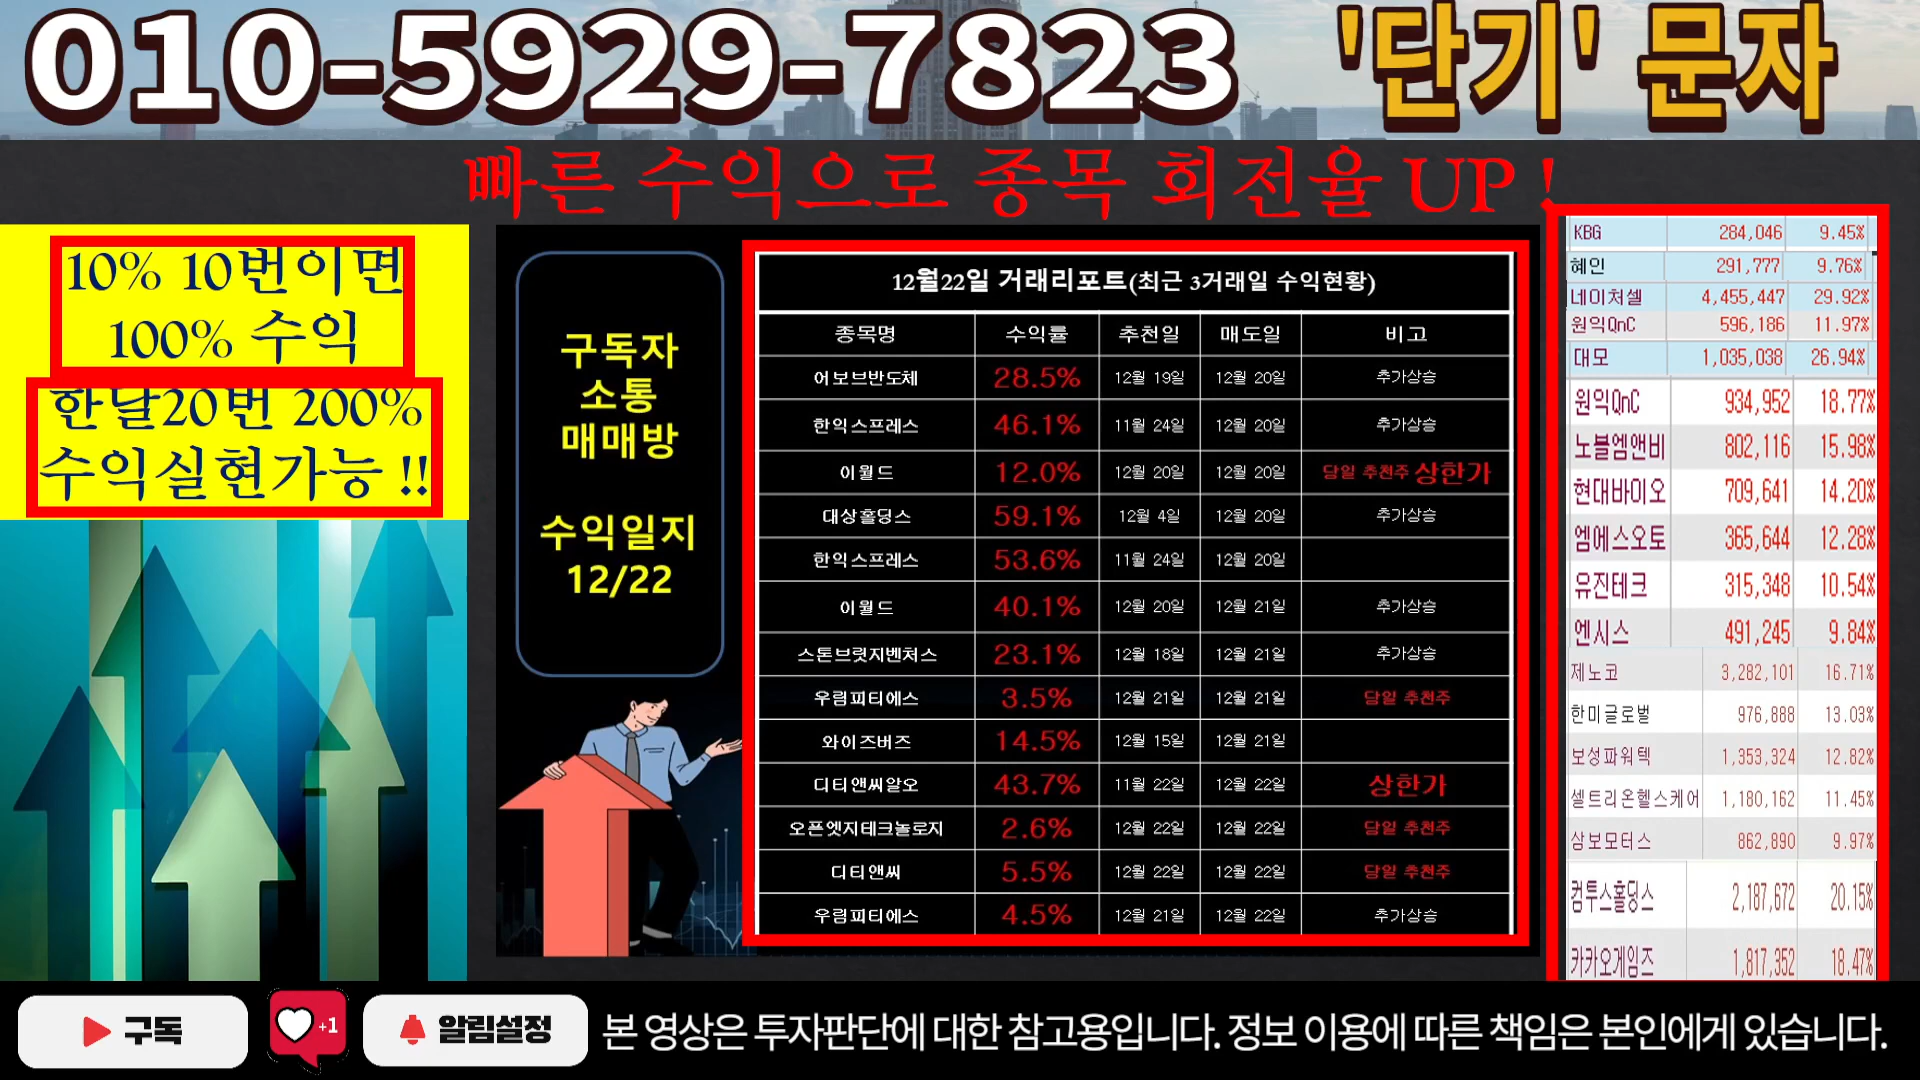 010-5929-7823 '단기' 문자
빠른 수익으로 종목 회전율 UP !
10% 10번이면
100% 수익
한달20번 200%
수익실현가능 !!
구독자
소통
매매방
수익일지
12/22
12월22일 거래리포트(최근 3거래일 수익현황)
종목명 수익률 추천일 매도일 비고
어보브반도체 28.5% 12월 19일 12월 20일 추가상승
한익스프레스 46.1% 11월 24일 12월 20일 추가상승
이월드 12.0% 12월 20일 12월 20일 당일 추천주 상한가
대상홀딩스 59.1% 12월 4일 12월 20일 추가상승
한익스프레스 53.6% 11월 24일 12월 20일
이월드 40.1% 12월 20일 12월 21일 추가상승
스톤브릿지벤처스 23.1% 12월 18일 12월 21일 추가상승
우림피티에스 3.5% 12월 21일 12월 21일 당일 추천주
와이즈버즈 14.5% 12월 15일 12월 21일
디티앤씨알오 43.7% 11월 22일 12월 22일 상한가
오픈엣지테크놀로지 2.6% 12월 22일 12월 22일 당일 추천주
디티앤씨 5.5% 12월 22일 12월 22일 당일 추천주
우림피티에스 4.5% 12월 21일 12월 22일 추가상승
KBG 284,046 9.45%
혜인 291,777 9.76%
네이처셀 4,455,447 29.92%
원익QnC 596,186 11.97%
대모 1,035,038 26.94%
원익QnC 934,952 18.77%
노블엠앤비 802,116 15.98%
현대바이오 709,641 14.20%
엠에스오토 365,644 12.28%
유진테크 315,348 10.54%
엔시스 491,245 9.84%
제노코 3,282,101 16.71%
한미글로벌 976,888 13.03%
보성파워텍 1,353,324 12.82%
셀트리온헬스케어 1,180,162 11.45%
상보모터스 862,890 9.97%
컴투스홀딩스 2,187,672 20.15%
카카오게임즈 1,817,352 18.47%
구독 +1 알림설정 본 영상은 투자판단에 대한 참고용입니다. 정보 이용에 따른 책임은 본인에게 있습니다.